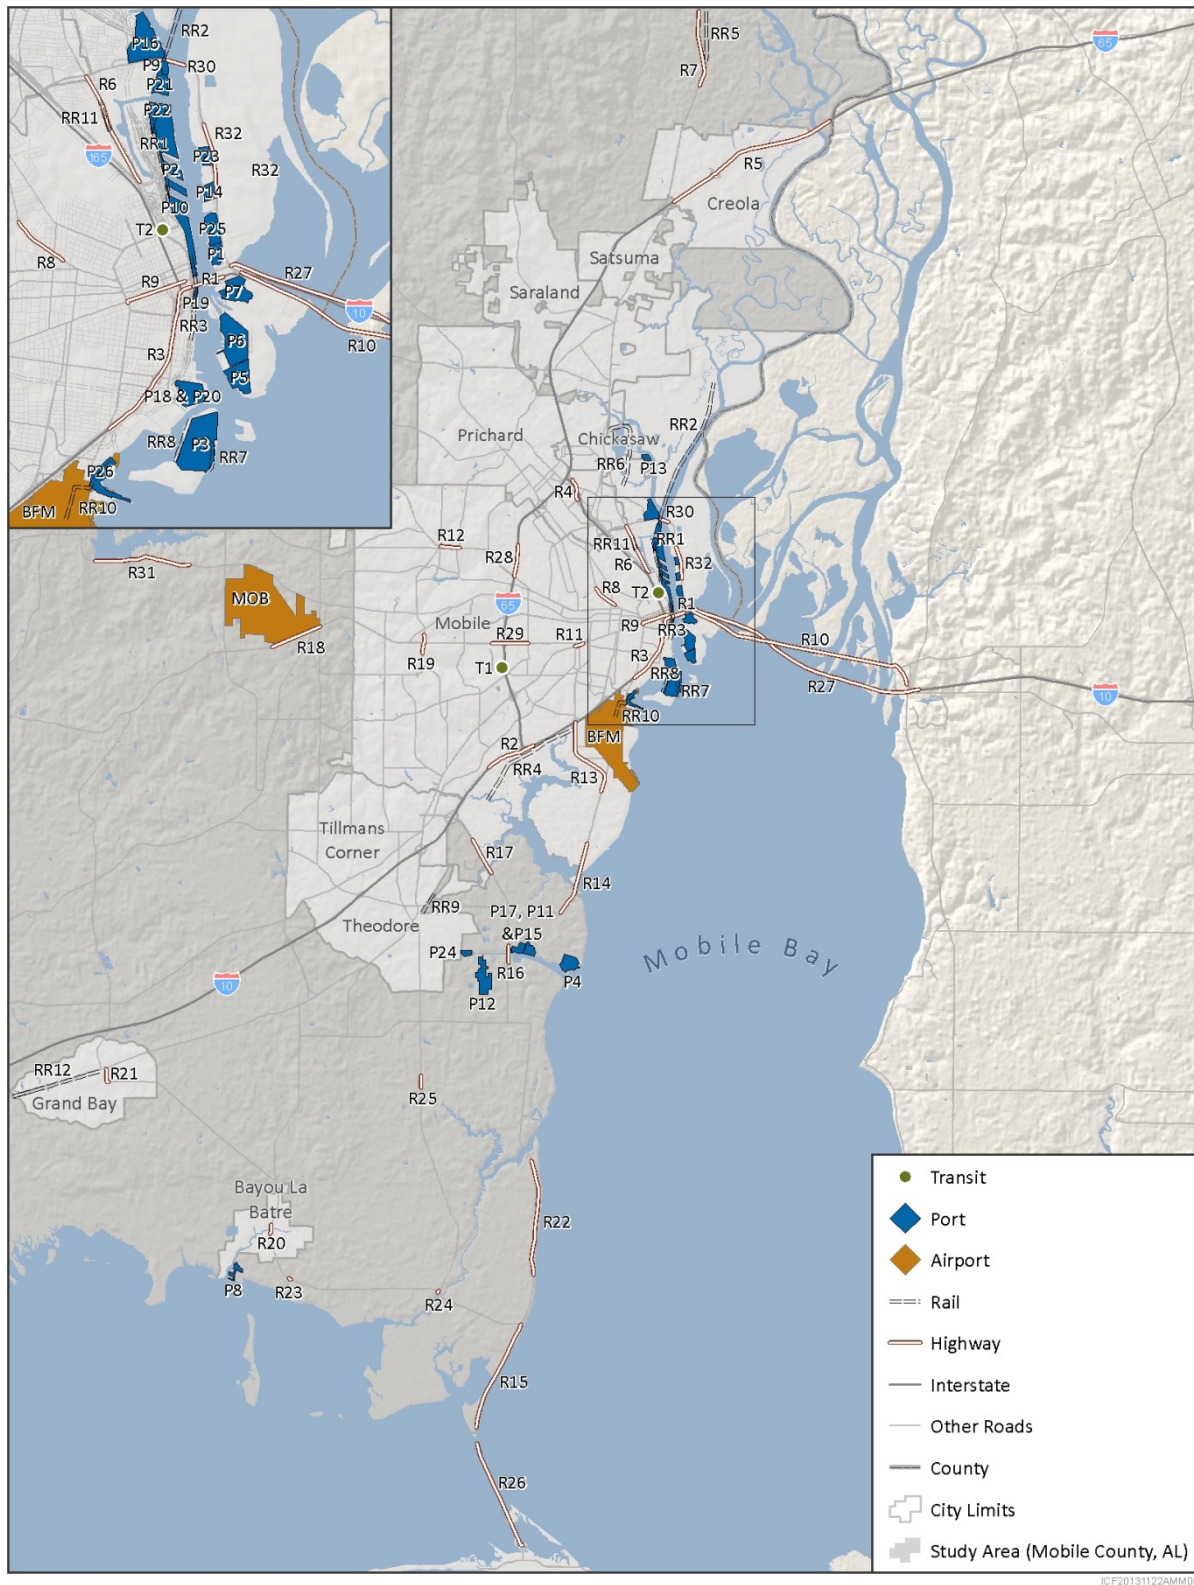 RR2
P16
P9
R30
R6
P21
P22
RR11
RR1
R32
165
P2
P23
R32
P14
P10
T2
P25
R8
P1
R9
R1
R27
P7
P19
10
RR3
P6
R10
R3
P5
P18 & P20
RR8
P3
RR7
P26
BFM
RR10
RR5
R7
65
R5
Creola
Satsuma
Saraland
RR2
Prichard
Chickasaw
RR6
P13
R4
R30
R12
RR11
RR1
R28
R31
R6
R32
MOB
R8
T2
65
R1
Mobile
R9
RR3
R29
R11
R10
R18
R19
R3
T1
RR8
R27
RR7
10
RR10
BFM
R2
RR4
R13
Tillmans
Corner
R17
R14
RR9
P17, P11
&P15
Theodore
Mobile Bay
P24
R16
P4
10
P12
RR12
R21
Grand Bay
R25
Bayou La
Batre
R22
R20
P8
R23
R24
R15
R26
Transit
Port
Airport
Rail
Highway
Interstate
Other Roads
County
City Limits
Study Area (Mobile County, AL)